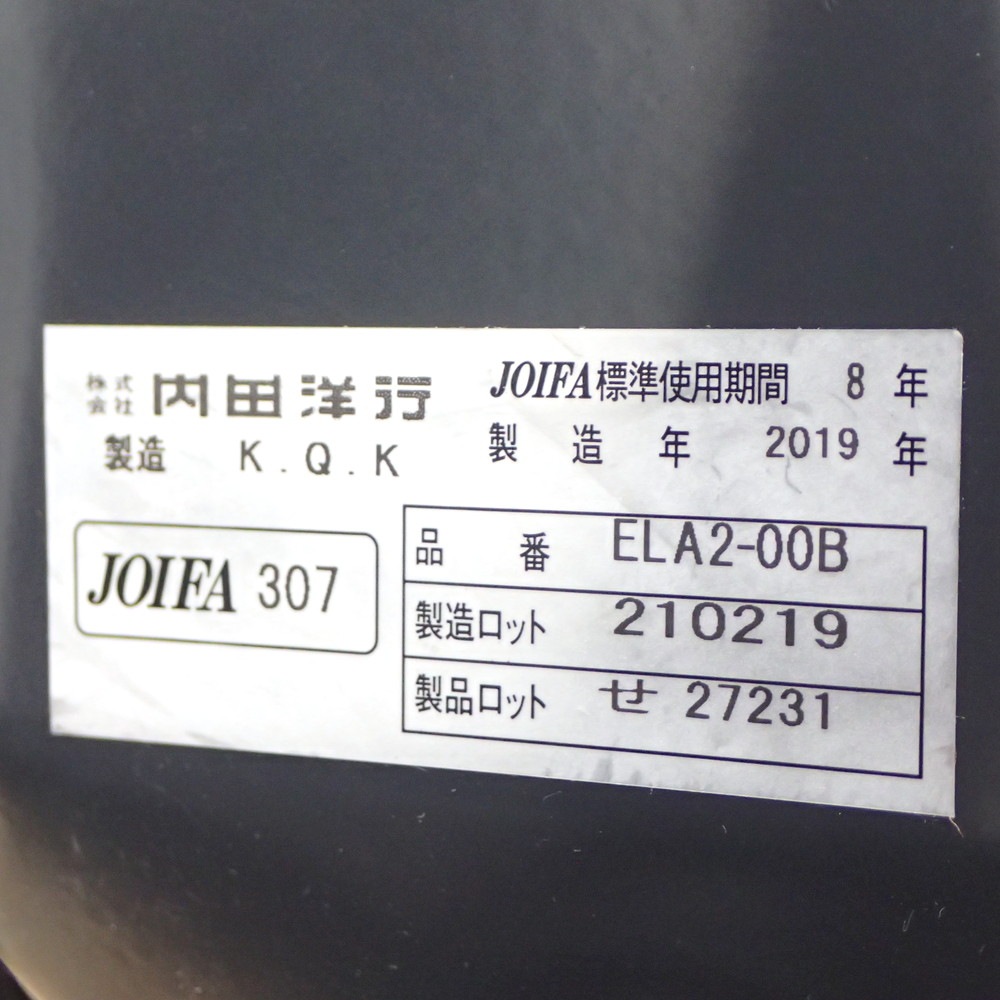 株式会社 内田洋行
製造 K.Q.K
JOIFA 307
JOIFA標準使用期間 8 年
製造年 2019 年
品番 ELA2-00B
製造ロット 210219
製品ロット せ 27231